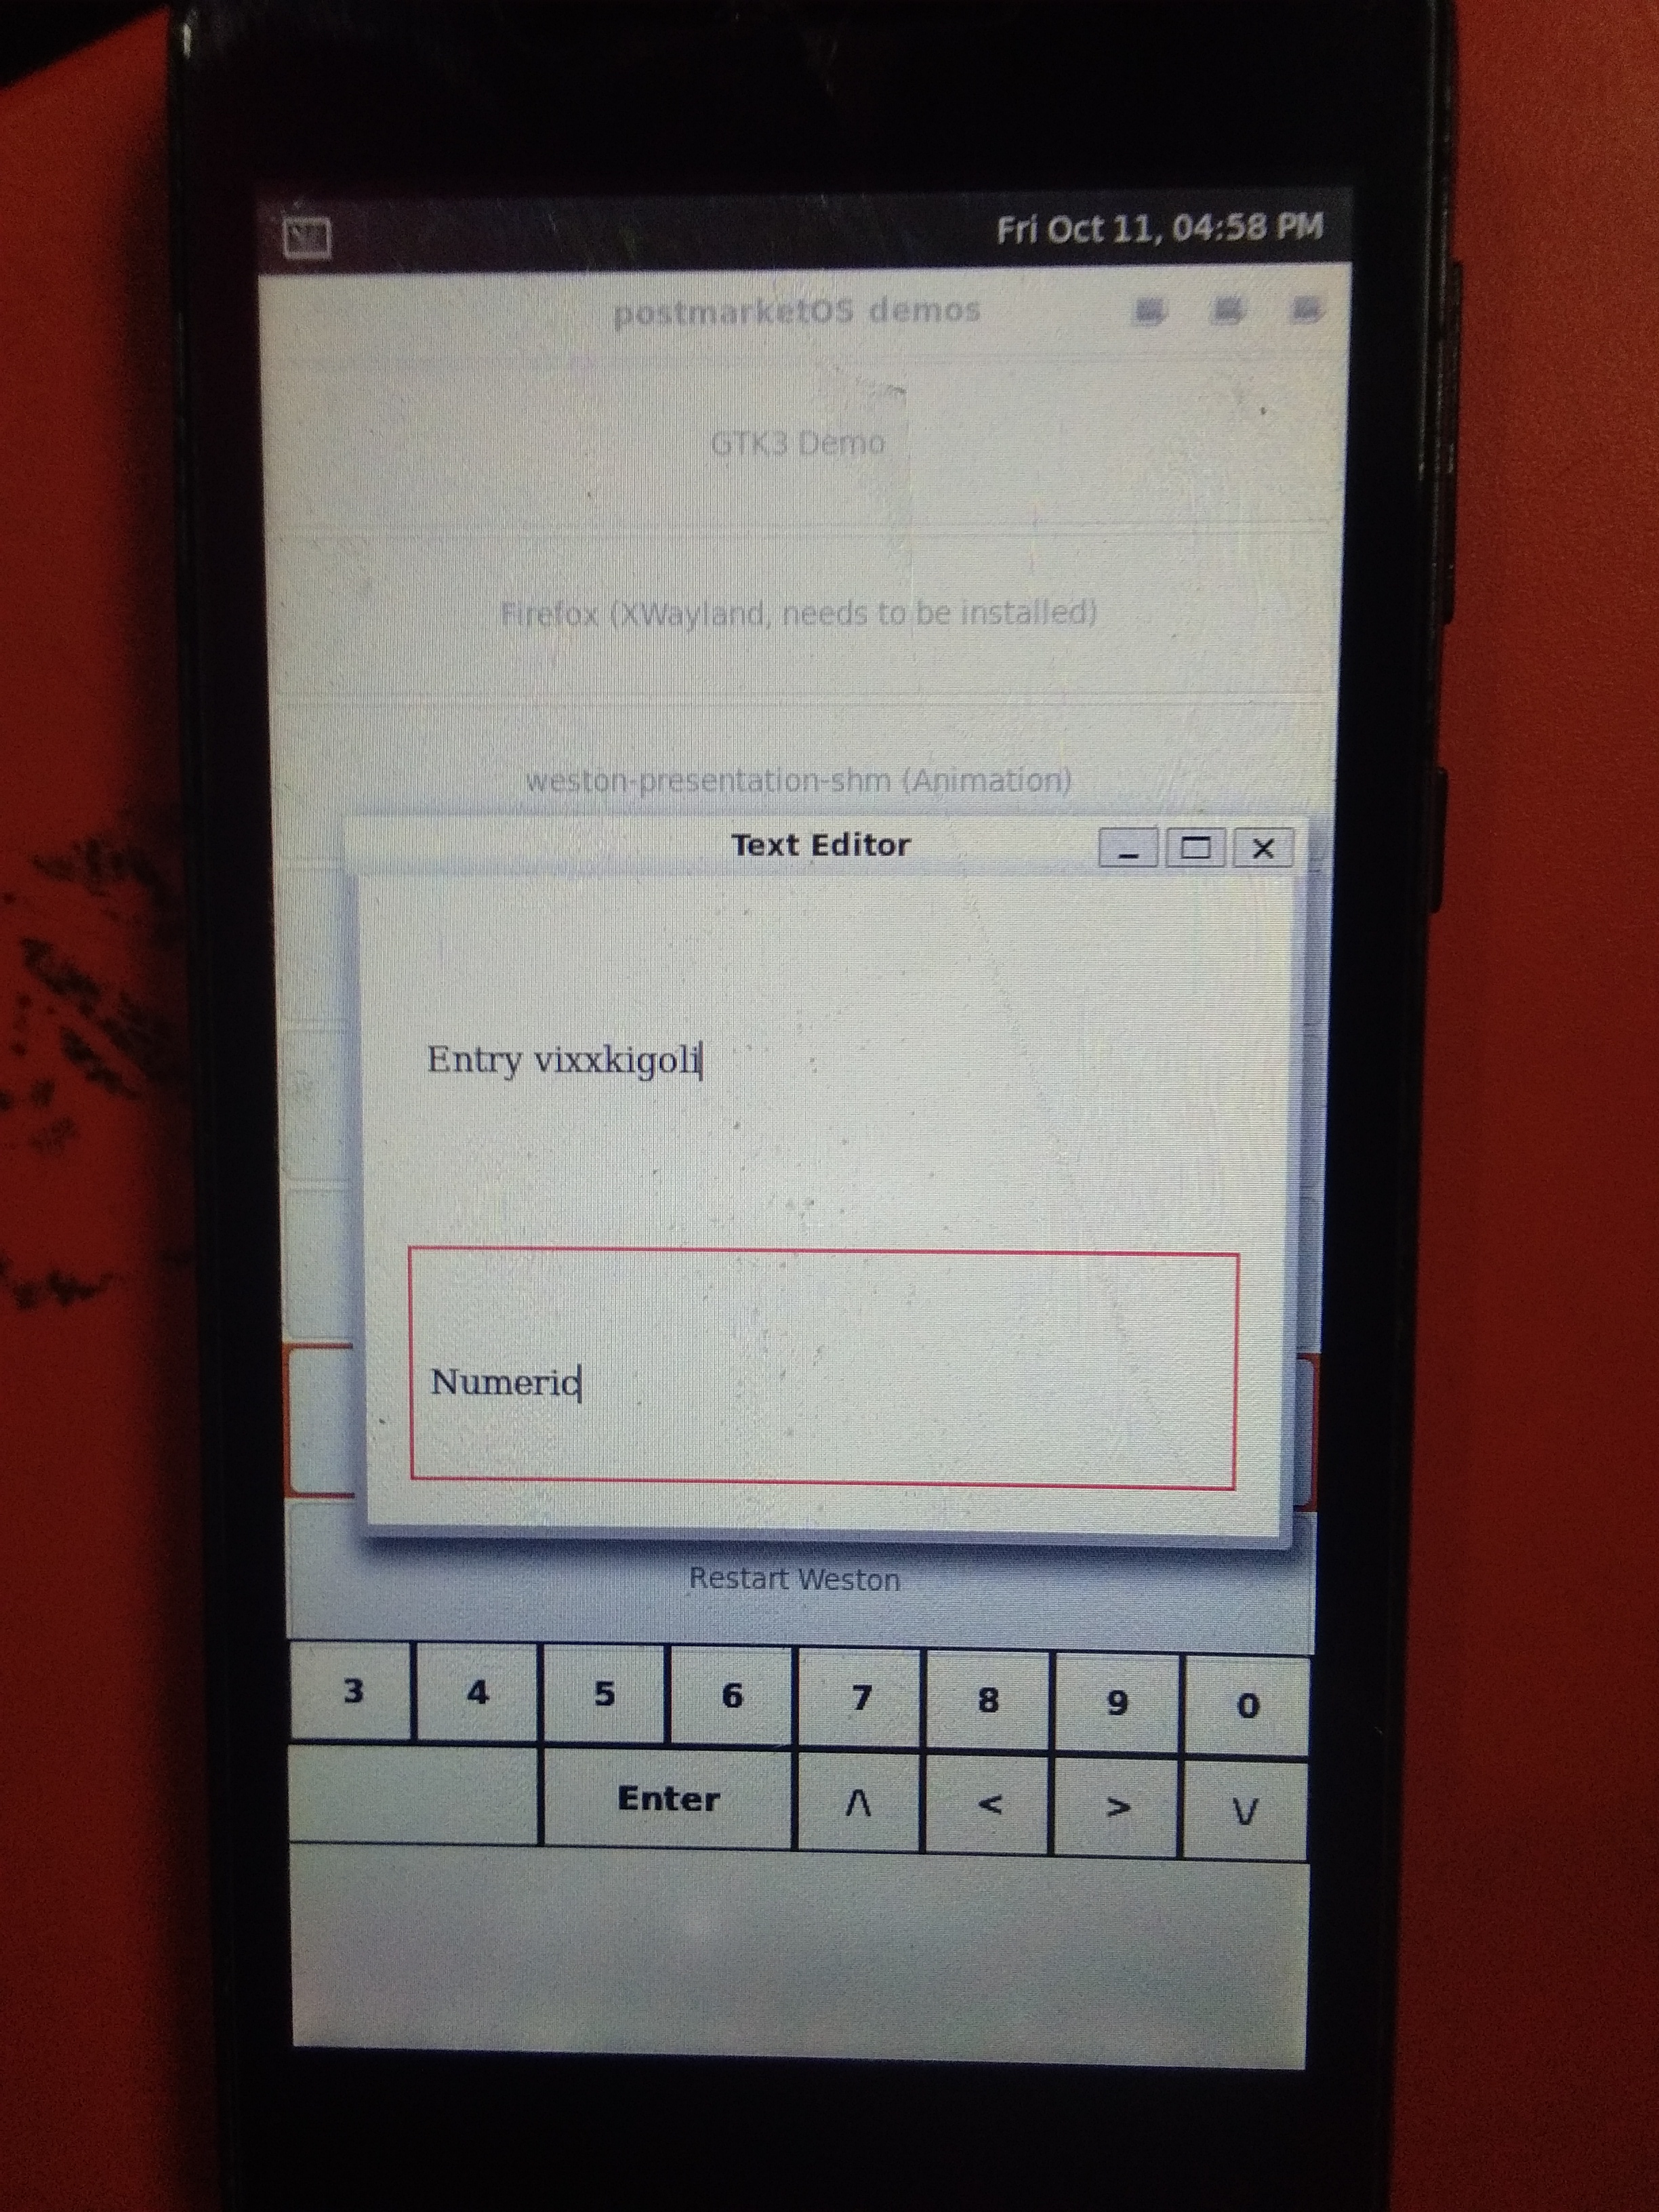 Fri Oct 11, 04:58 PM
postmarketOS demos
GTK3 Demo
Firefox (XWayland, needs to be installed)
weston-presentation-shm (Animation)
Text Editor
Entry vixxkigoli
Numeric
Restart Weston
3 4 5 6 7 8 9 0
Enter /\ < > \/